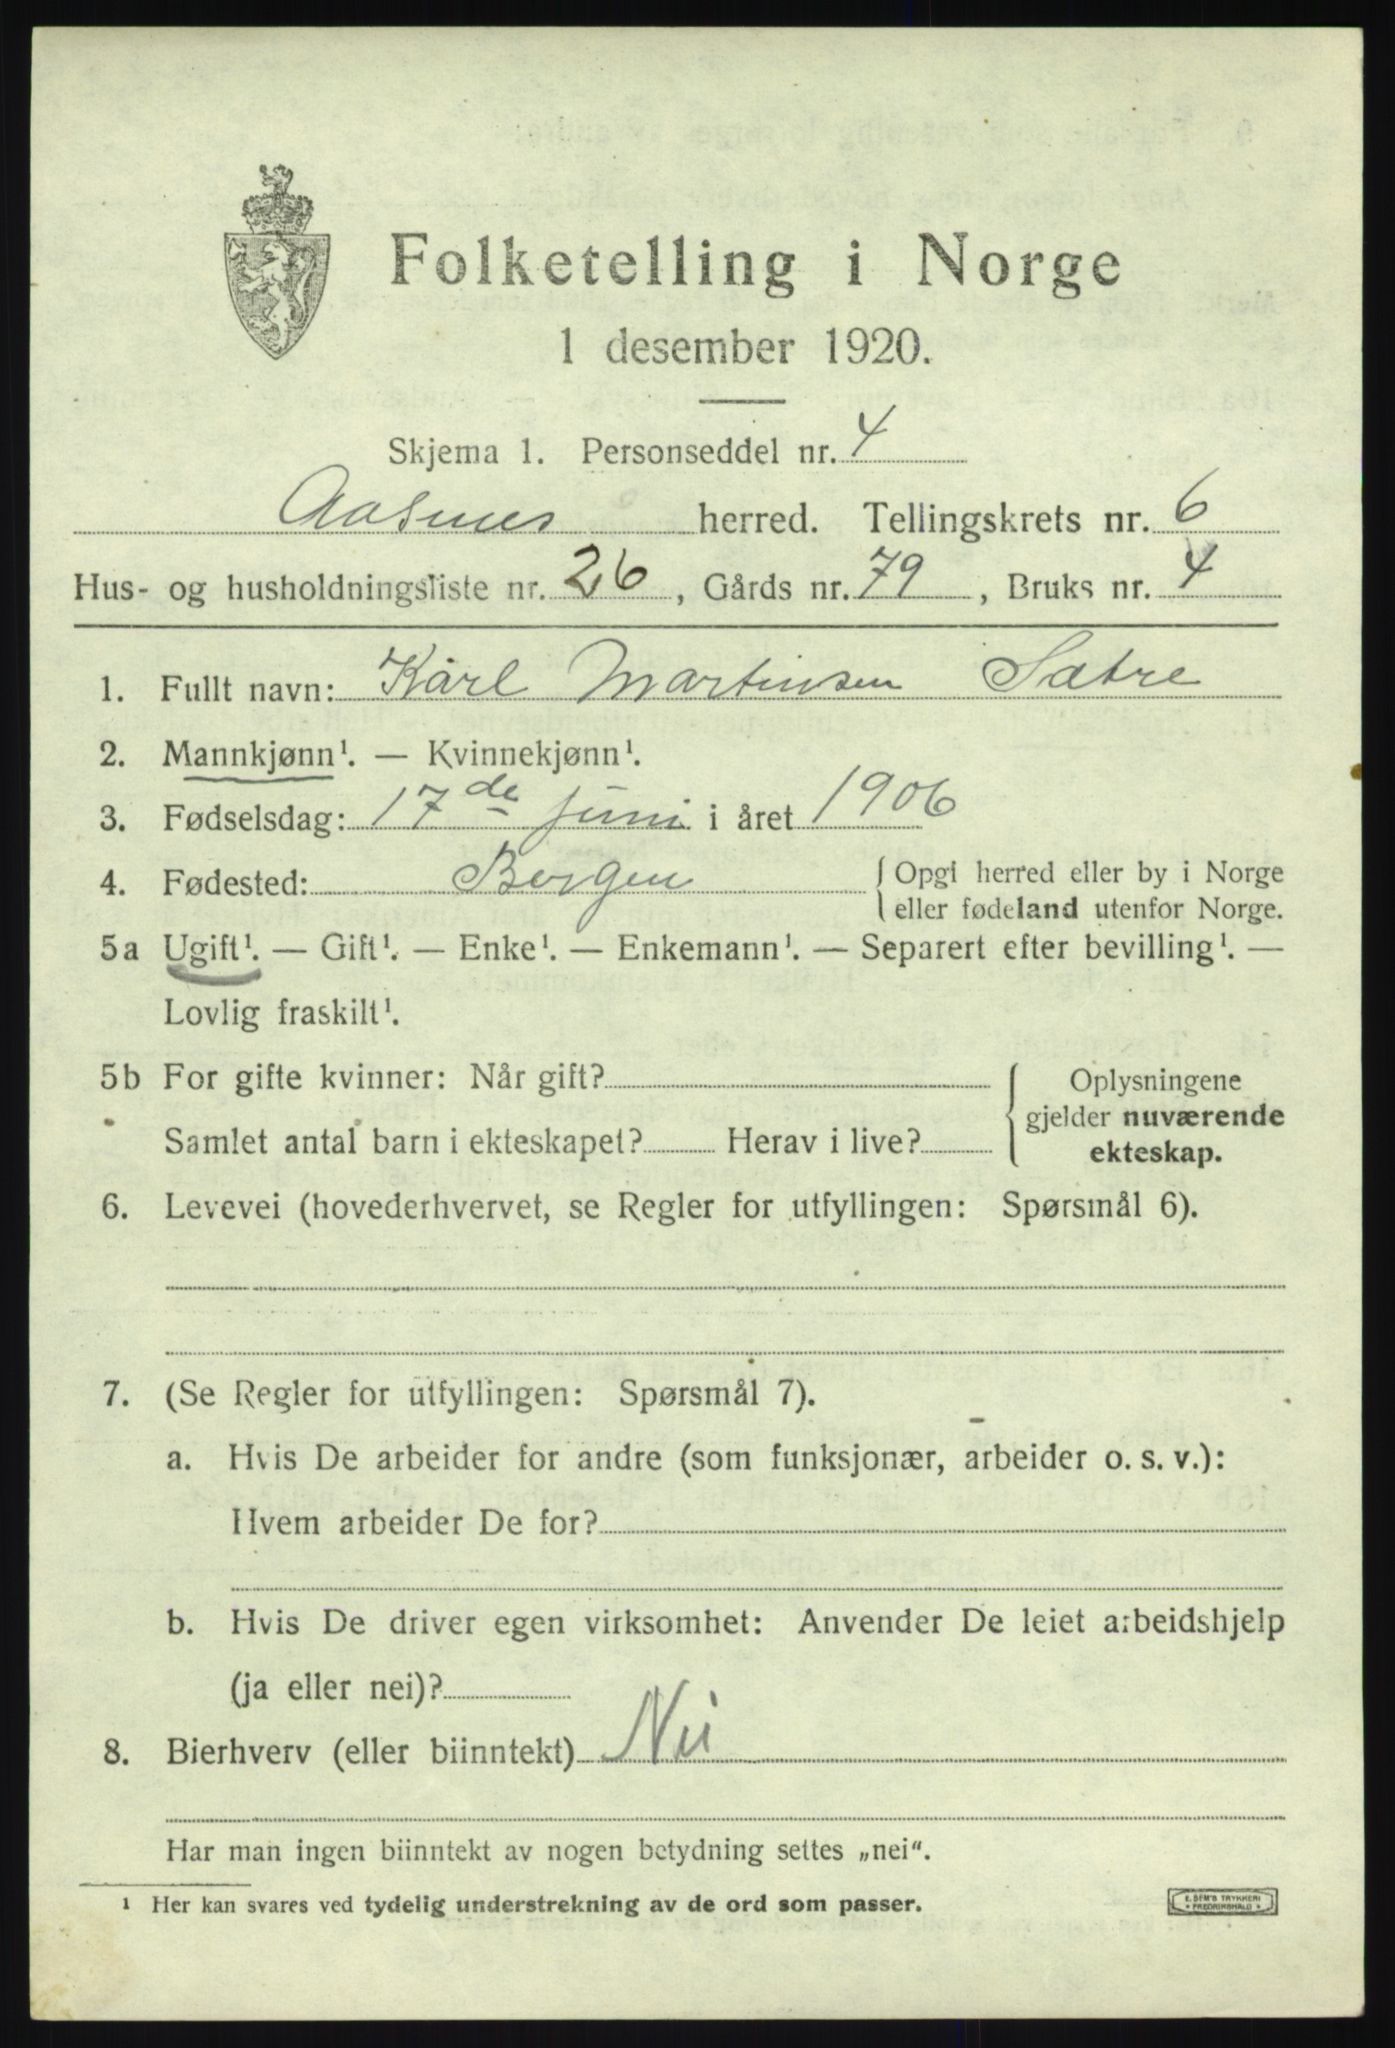 Folketelling i Norge
1 desember 1920.
Skjema 1. Personseddel nr. 4
herred. Tellingskrets nr. 6
Hus- og husholdningsliste nr. 26, Gårds nr. 79, Bruks nr. 4
1. Fullt navn: Karl Martinsen Sætre
2. Mannkjønn¹. — Kvinnekjønn¹.
3. Fødselsdag: 17de juni i året 1906
4. Fødested: Bergen {Opgi herred eller by i Norge
eller fødeland utenfor Norge.
5a Ugift¹. — Gift¹. — Enke¹. — Enkemann¹. — Separert efter bevilling¹. —
Lovlig fraskilt¹.
5b For gifte kvinner: Når gift? { Oplysningene
gjelder nuværende
Samlet antal barn i ekteskapet? Herav i live?
ekteskap.
6. Levevei (hovederhvervet, se Regler for utfyllingen: Spørsmål 6).
7. (Se Regler for utfyllingen: Spørsmål 7).
a. Hvis De arbeider for andre (som funksjonær, arbeider o. s. v.):
Hvem arbeider De for?
b. Hvis De driver egen virksomhet: Anvender De leiet arbeidshjelp
(ja eller nei)?
8. Bierhverv (eller biinntekt) Nei
Har man ingen biinntekt av nogen betydning settes „nei“.
¹ Her kan svares ved tydelig understrekning av de ord som passer.
E. SEM'S TRYKKERI
* FREDRIKSHALD *